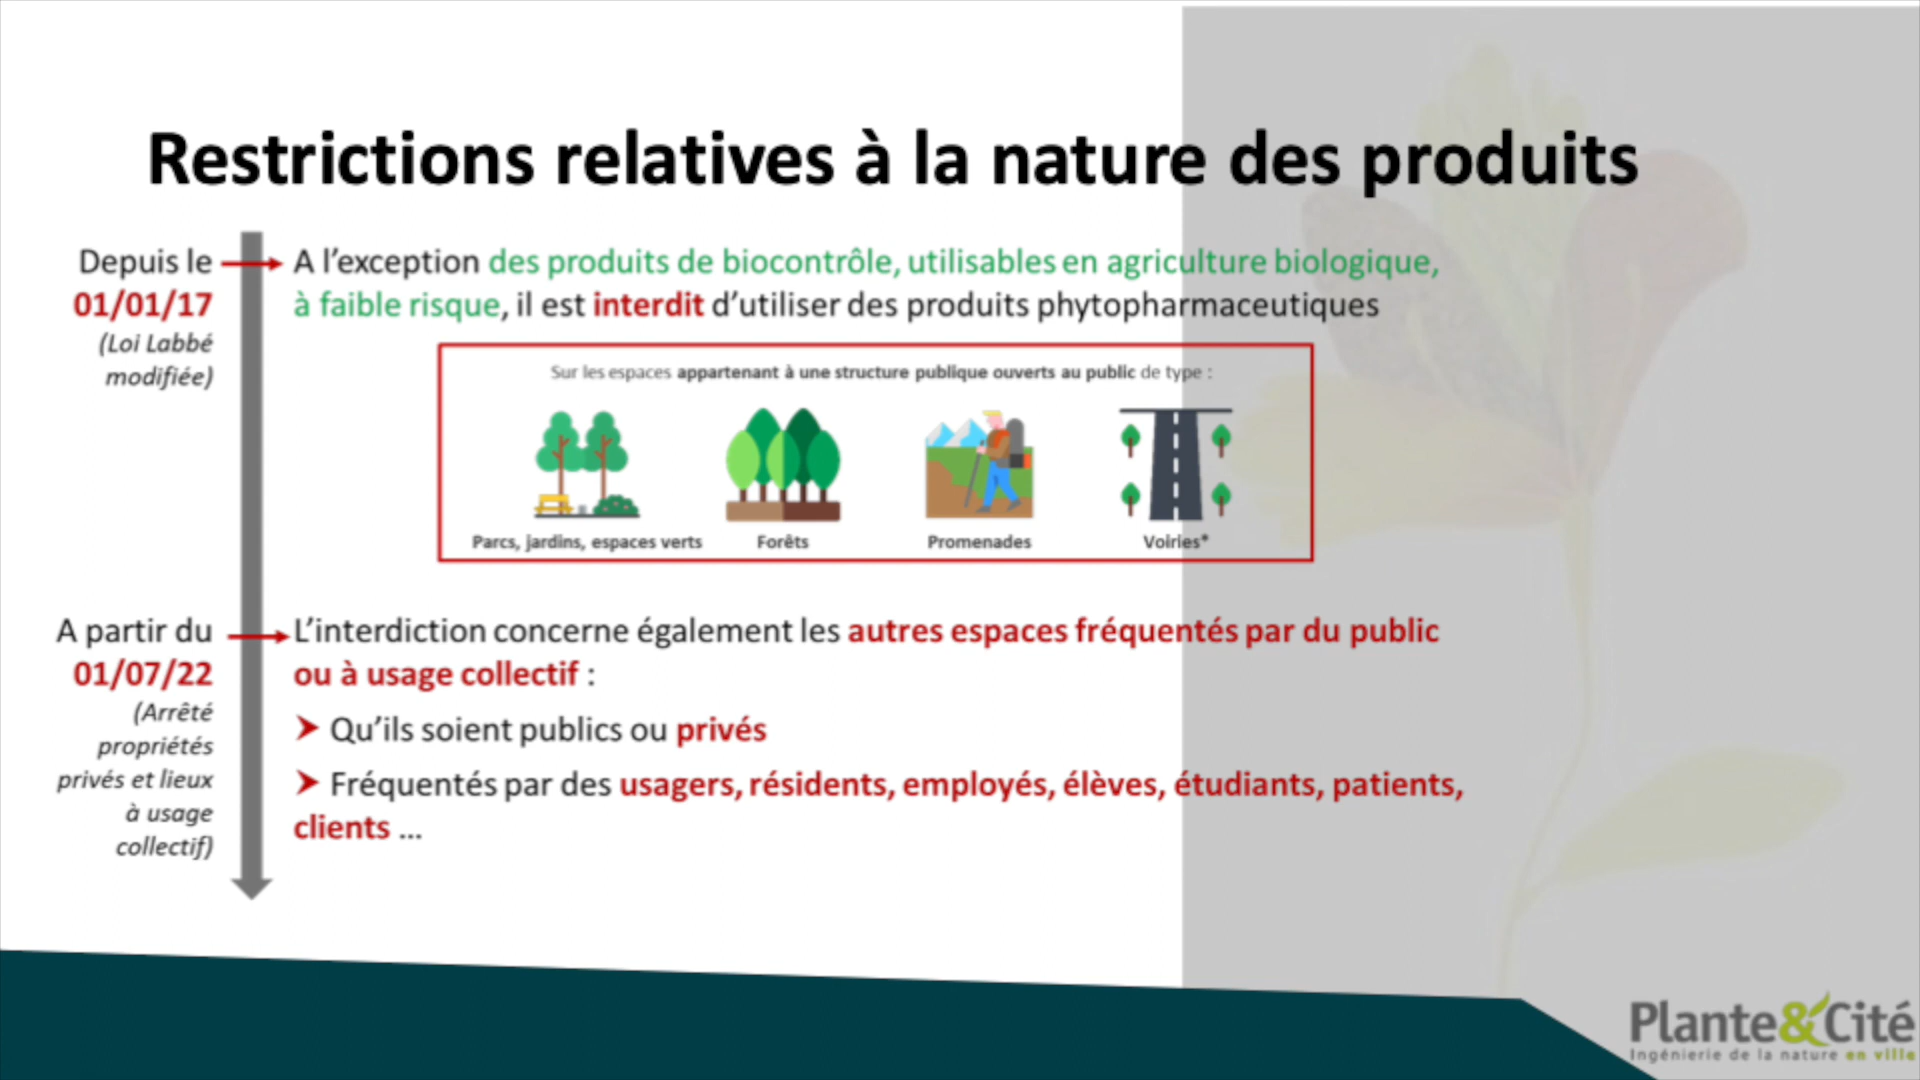 Restrictions relatives à la nature des produits
Depuis le
01/01/17
(Loi Labbé
modifiée)
A l’exception des produits de biocontrôle, utilisables en agriculture biologique,
à faible risque, il est interdit d’utiliser des produits phytopharmaceutiques
Sur les espaces appartenant à une structure publique ouverts au public de type :
Parcs, jardins, espaces verts
Forêts
Promenades
Voiries*
A partir du
01/07/22
(Arrêté
propriétés
privés et lieux
à usage
collectif)
L’interdiction concerne également les autres espaces fréquentés par du public
ou à usage collectif :
➤ Qu’ils soient publics ou privés
➤ Fréquentés par des usagers, résidents, employés, élèves, étudiants, patients,
clients ...
Plante&Cité
Ingénierie de la nature en ville